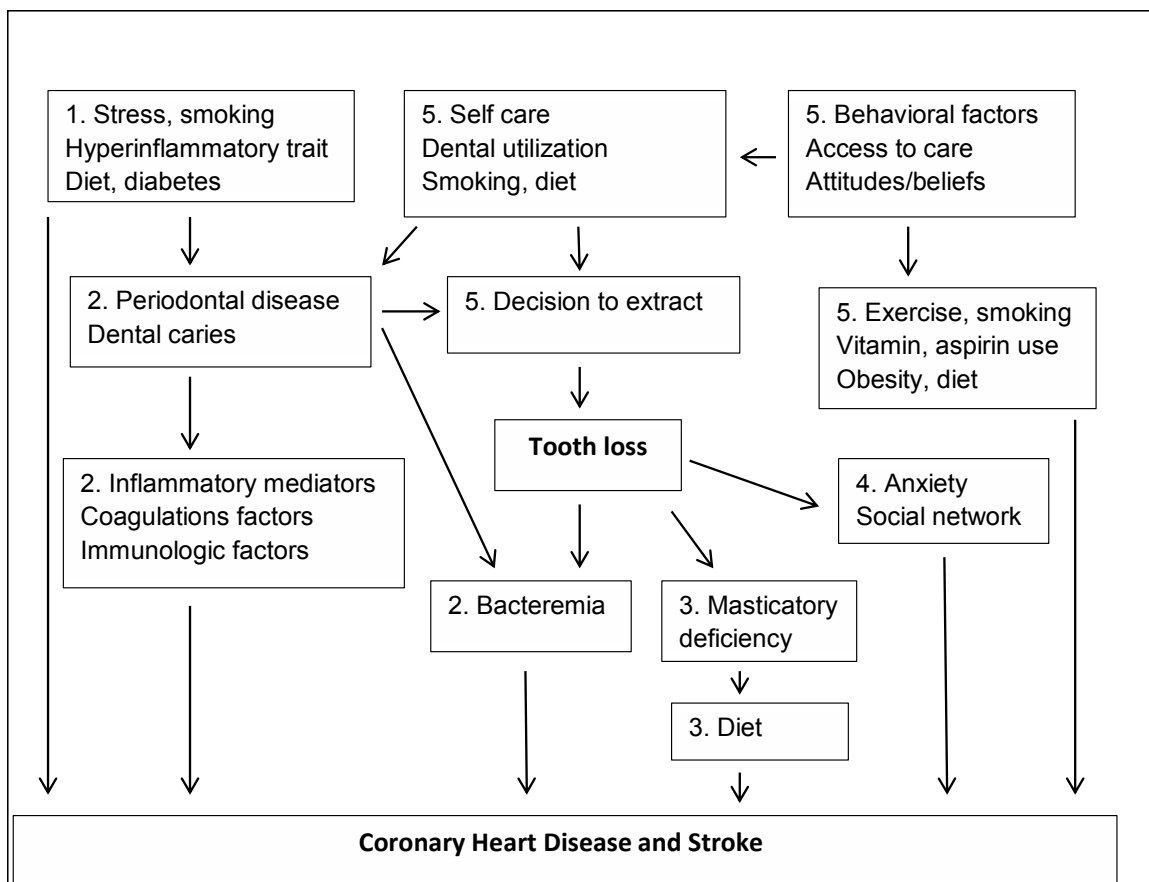 1. Stress, smoking
Hyperinflammatory trait
Diet, diabetes
5. Self care
Dental utilization
Smoking, diet
5. Behavioral factors
Access to care
Attitudes/beliefs
2. Periodontal disease
Dental caries
5. Decision to extract
5. Exercise, smoking
Vitamin, aspirin use
Obesity, diet
Tooth loss
2. Inflammatory mediators
Coagulations factors
Immunologic factors
4. Anxiety
Social network
2. Bacteremia
3. Masticatory
deficiency
3. Diet
Coronary Heart Disease and Stroke